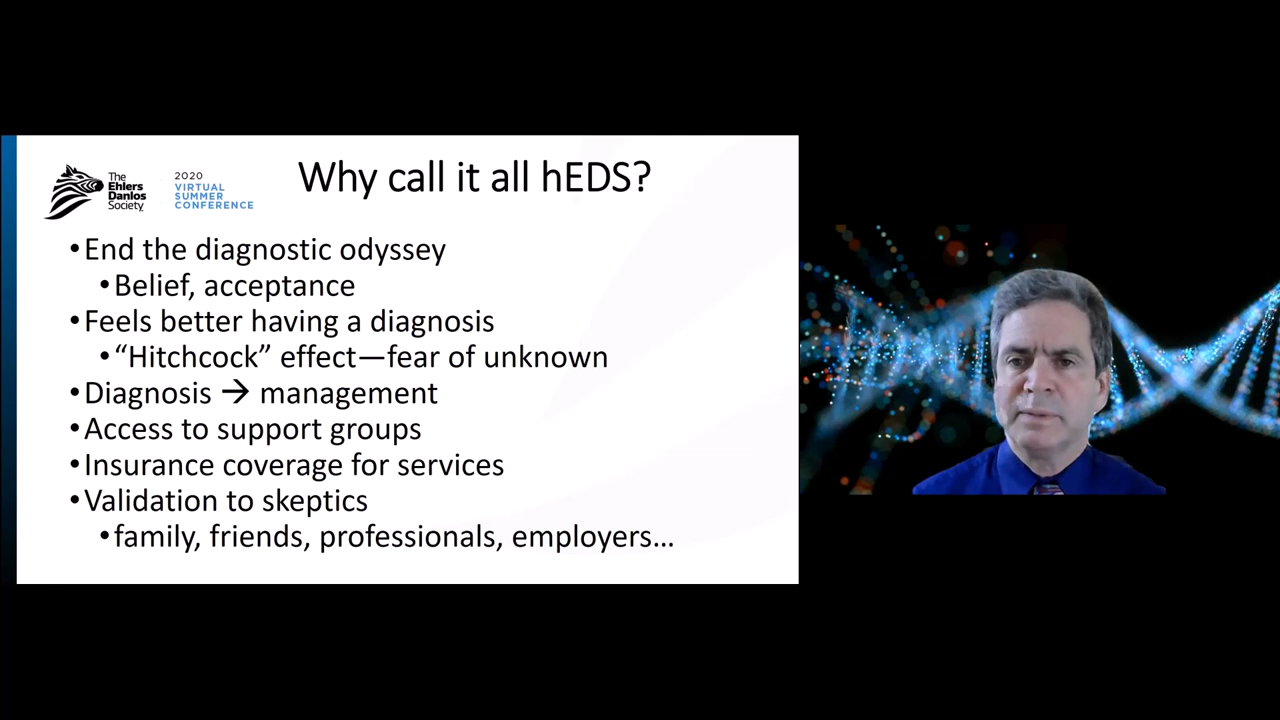 The
Ehlers
Danlos
Society™
2020
VIRTUAL
SUMMER
CONFERENCE
Why call it all hEDS?
•End the diagnostic odyssey
•Belief, acceptance
•Feels better having a diagnosis
•“Hitchcock” effect—fear of unknown
•Diagnosis → management
•Access to support groups
•Insurance coverage for services
•Validation to skeptics
•family, friends, professionals, employers…